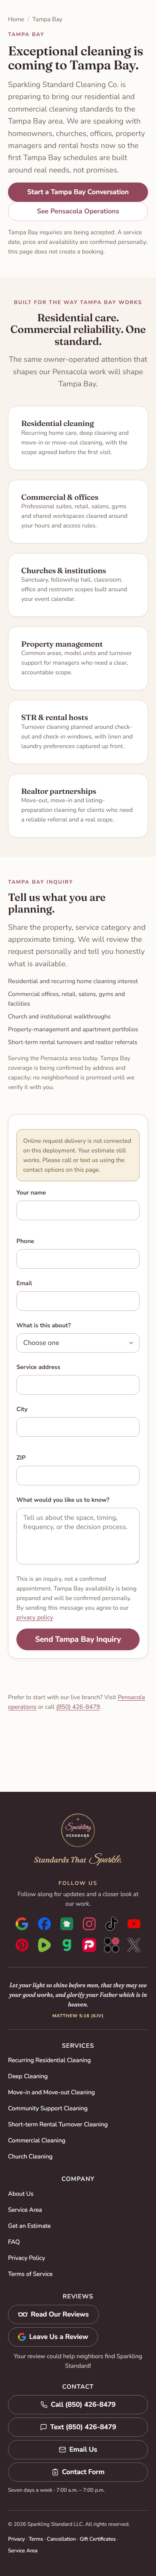 Home / Tampa Bay
TAMPA BAY
Exceptional cleaning is
coming to Tampa Bay.
Sparkling Standard Cleaning Co. is
preparing to bring our residential and
commercial cleaning standards to the
Tampa Bay area. We are speaking with
homeowners, churches, offices, property
managers and rental hosts now so the
first Tampa Bay schedules are built
around real needs, not promises.
Start a Tampa Bay Conversation
See Pensacola Operations
Tampa Bay inquiries are being accepted. A service
date, price and availability are confirmed personally;
this page does not create a booking.
BUILT FOR THE WAY TAMPA BAY WORKS
Residential care.
Commercial reliability. One
standard.
The same owner-operated attention that
shapes our Pensacola work will shape
Tampa Bay.
Residential cleaning
Recurring home care, deep cleaning and
move-in or move-out cleaning, with the
scope agreed before the first visit.
Commercial & offices
Professional suites, retail, salons, gyms
and shared workspaces cleaned around
your hours and access rules.
Churches & institutions
Sanctuary, fellowship hall, classroom,
office and restroom scopes built around
your event calendar.
Property management
Common areas, model units and turnover
support for managers who need a clear,
accountable scope.
STR & rental hosts
Turnover cleaning planned around check-
out and check-in windows, with linen and
laundry preferences captured up front.
Realtor partnerships
Move-out, move-in and listing-
preparation cleaning for clients who need
a reliable referral and a real scope.
TAMPA BAY INQUIRY
Tell us what you are
planning.
Share the property, service category and
approximate timing. We will review the
request personally and tell you honestly
what is available.
Residential and recurring home cleaning interest
Commercial offices, retail, salons, gyms and
facilities
Church and institutional walkthroughs
Property-management and apartment portfolios
Short-term rental turnovers and realtor referrals
Serving the Pensacola area today. Tampa Bay
coverage is being confirmed by address and
capacity; no neighborhood is promised until we
verify it with you.
Online request delivery is not connected
on this deployment. Your estimate still
works. Please call or text us using the
contact options on this page.
Your name
Phone
Email
What is this about?
Choose one
Service address
City
ZIP
What would you like us to know?
Tell us about the space, timing,
frequency, or the decision process.
This is an inquiry, not a confirmed
appointment. Tampa Bay availability is being
prepared and will be confirmed personally.
By sending this message you agree to our
privacy policy.
Send Tampa Bay Inquiry
Prefer to start with our live branch? Visit Pensacola
operations or call (850) 426-8479.
Sparkling
STANDARD
Standards That Sparkle.
FOLLOW US
Follow along for updates and a closer look at
our work.
Let your light so shine before men, that they may see
your good works, and glorify your Father which is in
heaven.
MATTHEW 5:16 (KJV)
SERVICES
Recurring Residential Cleaning
Deep Cleaning
Move-in and Move-out Cleaning
Community Support Cleaning
Short-term Rental Turnover Cleaning
Commercial Cleaning
Church Cleaning
COMPANY
About Us
Service Area
Get an Estimate
FAQ
Privacy Policy
Terms of Service
REVIEWS
Read Our Reviews
Leave Us a Review
Your review could help neighbors find Sparkling
Standard!
CONTACT
Call (850) 426-8479
Text (850) 426-8479
Email Us
Contact Form
Seven days a week · 7:00 a.m. – 7:00 p.m.
© 2026 Sparkling Standard LLC. All rights reserved.
Privacy · Terms · Cancellation · Gift Certificates ·
Service Area